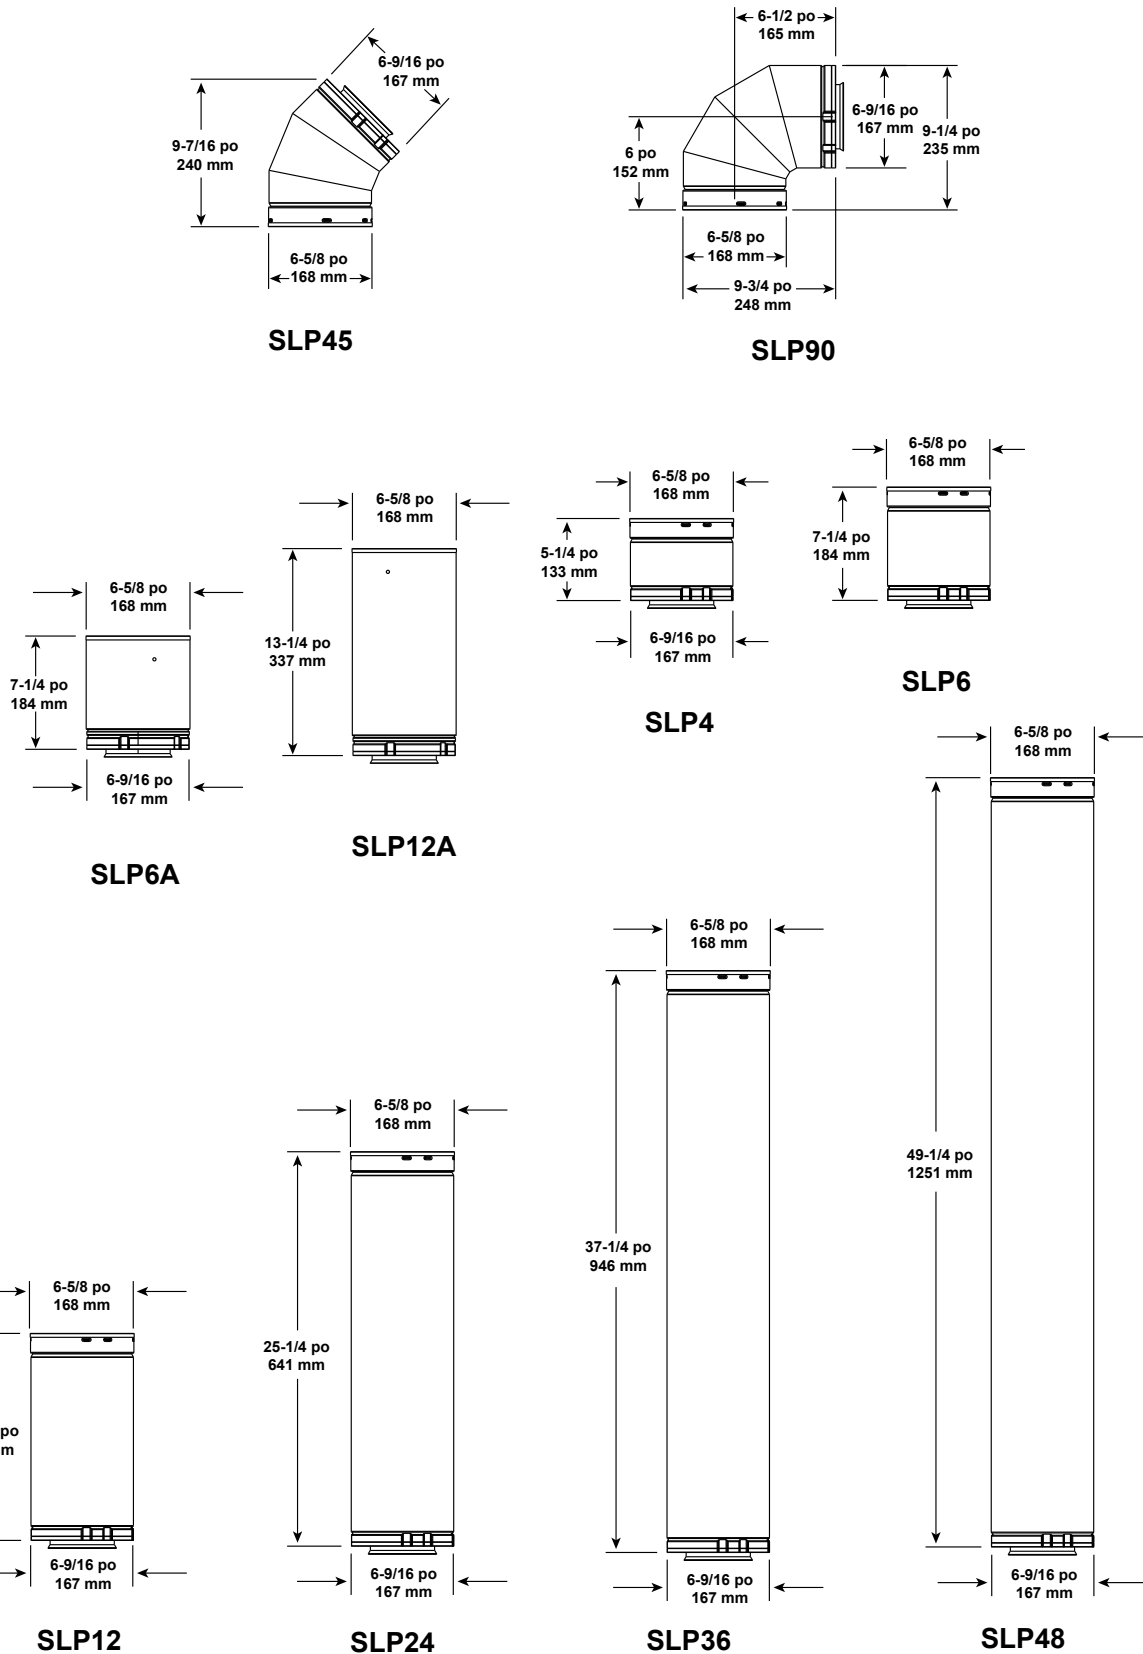 6-9/16 po
167 mm
9-7/16 po
240 mm
6-5/8 po
168 mm
SLP45
6-1/2 po
165 mm
6-9/16 po
167 mm
9-1/4 po
235 mm
6 po
152 mm
6-5/8 po
168 mm
9-3/4 po
248 mm
SLP90
6-5/8 po
168 mm
7-1/4 po
184 mm
6-9/16 po
167 mm
SLP6A
6-5/8 po
168 mm
13-1/4 po
337 mm
SLP12A
6-5/8 po
168 mm
5-1/4 po
133 mm
6-9/16 po
167 mm
SLP4
6-5/8 po
168 mm
7-1/4 po
184 mm
SLP6
6-5/8 po
168 mm
po
m
6-9/16 po
167 mm
SLP12
6-5/8 po
168 mm
25-1/4 po
641 mm
6-9/16 po
167 mm
SLP24
6-5/8 po
168 mm
37-1/4 po
946 mm
6-9/16 po
167 mm
SLP36
6-5/8 po
168 mm
49-1/4 po
1251 mm
6-9/16 po
167 mm
SLP48